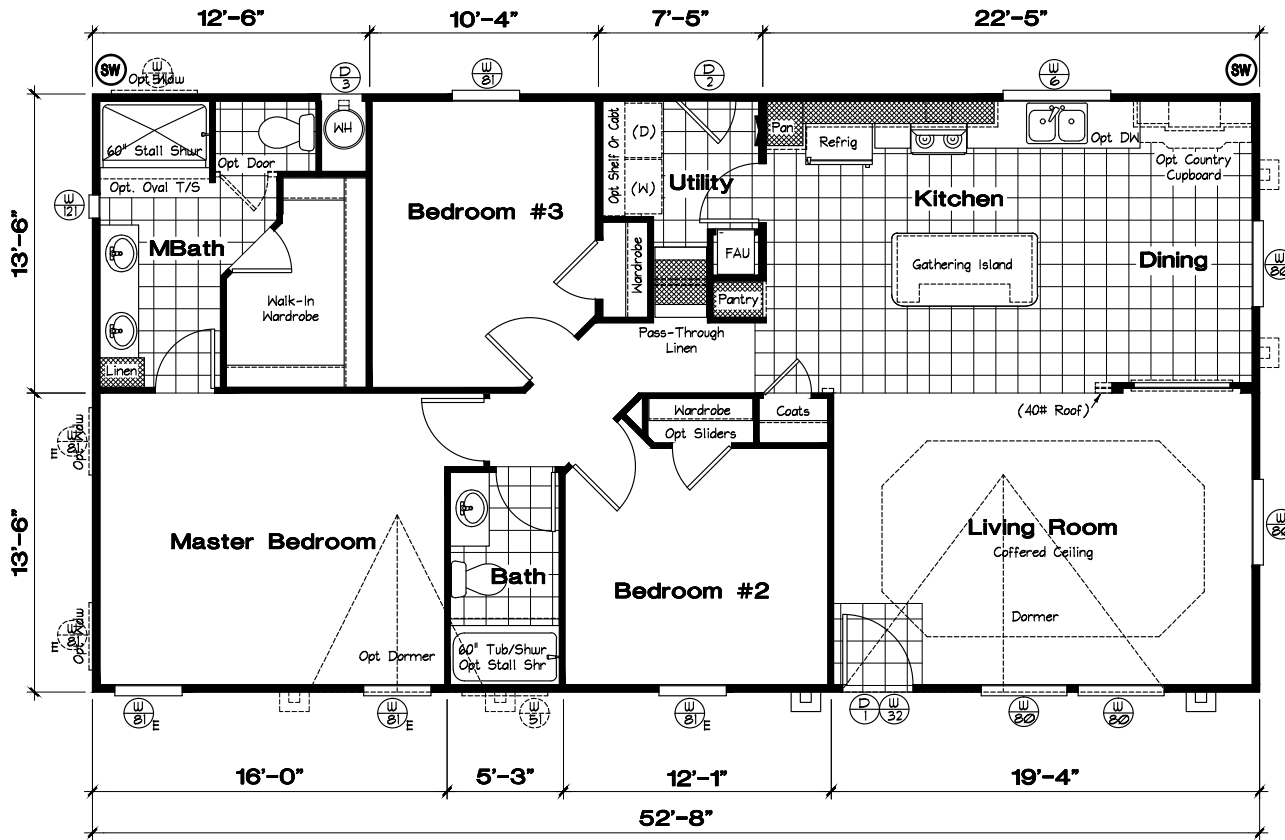 12'-6"
10'-4"
7'-5"
22'-5"
SW
Opt
D
3
W
81
D
2
W
6
SW
60" Stall Shwr
Opt Door
WH
Opt Shelf Or Cabt
(D)
(W)
Utility
Pan
Refrig
Opt DW
Opt Country
Cupboard
W
121
Opt. Oval T/S
MBath
Bedroom #3
Kitchen
Dining
13'-6"
Walk-In
Wardrobe
Wardrobe
FAU
Gathering Island
Pantry
Linen
Pass-Through
Linen
(40# Roof)
Wardrobe
Opt Sliders
Coats
E
E
13'-6"
Master Bedroom
Bath
Bedroom #2
Living Room
Coffered Ceiling
Dormer
Opt Dormer
60" Tub/Shwr
Opt Stall Shr
W
81
E
W
81
E
W
51
W
81
E
D
1
W
32
W
80
W
80
16'-0"
5'-3"
12'-1"
19'-4"
52'-8"